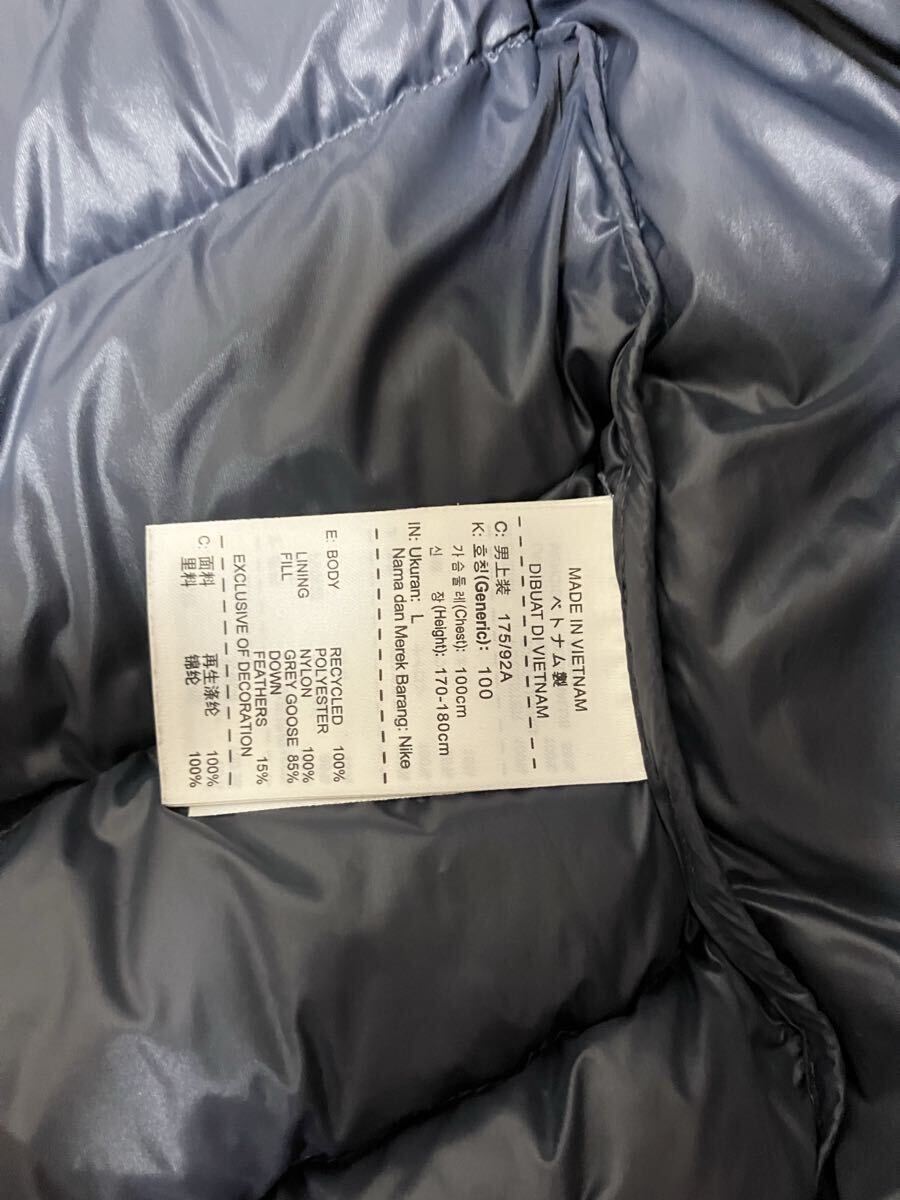 MADE IN VIETNAM
ベトナム製
DIBUAT DI VIETNAM
C: 男上装 175/92A
K: 호칭(Generic): 100
가슴둘레(Chest): 100cm
신 장(Height): 170-180cm
IN: Ukuran: L
Nama dan Merek Barang: Nike
E: BODY RECYCLED 100%
POLYESTER
LINING NYLON 100%
FILL GREY GOOSE 85%
DOWN
FEATHERS 15%
EXCLUSIVE OF DECORATION
C: 面料 再生涤纶 100%
里料 锦纶 100%